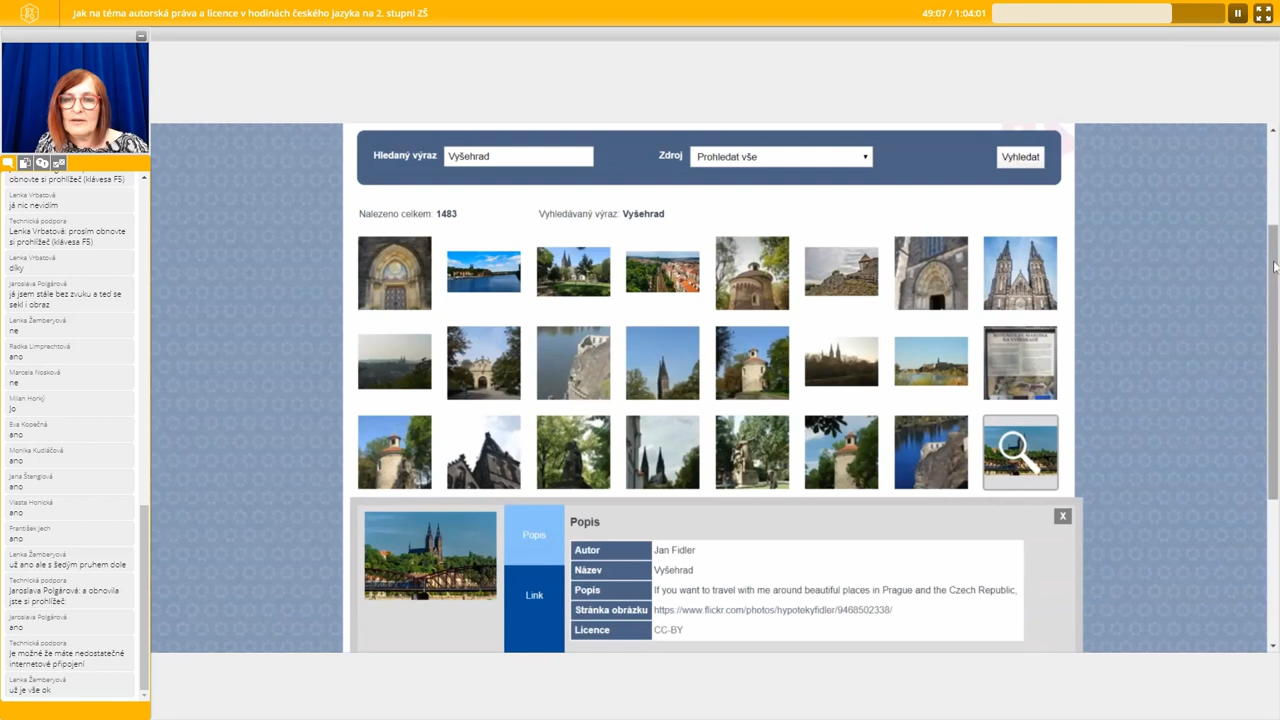 Jak na téma autorská práva a licence v hodinách českého jazyka na 2. stupni ZŠ
49:07 / 1:04:01
obnovte si prohlížeč (klávesa F5)
Lenka Vrbatová
já nic nevidím
Technická podpora
Lenka Vrbatová: prosím obnovte
si prohlížeč (klávesa F5)
Lenka Vrbatová
díky
Jaroslava Polgárová
já jsem stále bez zvuku a teď se
sekl i obraz
Lenka Žemberyová
ne
Radka Limprechtová
ano
Marcela Nosková
ne
Milan Horký
Jo
Eva Kopečná
ano
Monika Kudláčová
ano
Jana Štenglová
ano
Vlasta Honická
ano
František Jech
ano
Lenka Žemberyová
už ano ale s šedým pruhem dole
Technická podpora
Jaroslava Polgárová: a obnovila
jste si prohlížeč:
Jaroslava Polgárová
ano
Technická podpora
Je možné že máte nedostatečné
internetové připojení
Lenka Žemberyová
už je vše ok
Hledaný výraz Vyšehrad Zdroj Prohledat vše Vyhledat
Nalezeno celkem: 1483 Vyhledávaný výraz: Vyšehrad
Popis
Link
Popis
X
Autor Jan Fidler
Název Vyšehrad
Popis If you want to travel with me around beautiful places in Prague and the Czech Republic,
Stránka obrázku https://www.flickr.com/photos/hypotekyfidler/9468502338/
Licence CC-BY